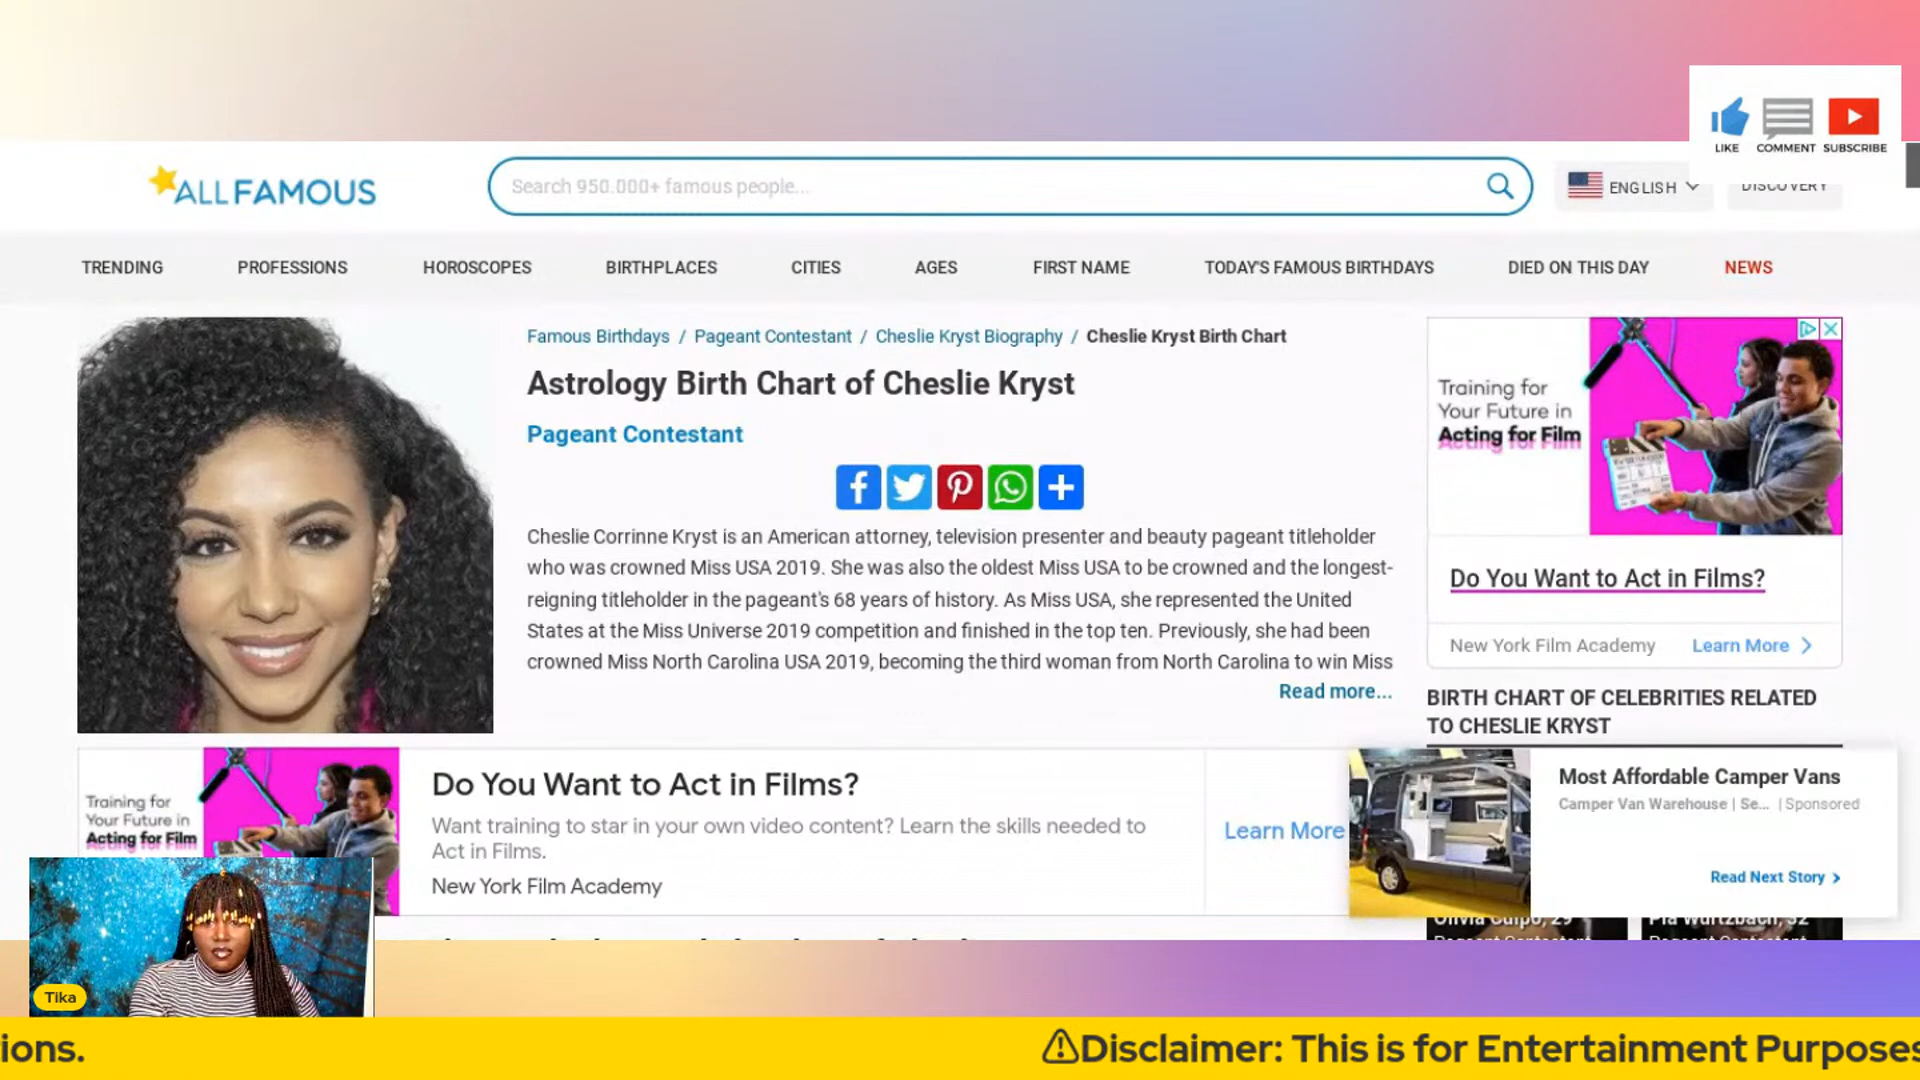 LIKE COMMENT SUBSCRIBE
ALLFAMOUS
Search 950.000+ famous people...
ENGLISH
DISCOVERY
TRENDING PROFESSIONS HOROSCOPES BIRTHPLACES CITIES AGES FIRST NAME TODAY'S FAMOUS BIRTHDAYS DIED ON THIS DAY NEWS
Famous Birthdays / Pageant Contestant / Cheslie Kryst Biography / Cheslie Kryst Birth Chart
Astrology Birth Chart of Cheslie Kryst
Pageant Contestant
Cheslie Corrinne Kryst is an American attorney, television presenter and beauty pageant titleholder
who was crowned Miss USA 2019. She was also the oldest Miss USA to be crowned and the longest-
reigning titleholder in the pageant's 68 years of history. As Miss USA, she represented the United
States at the Miss Universe 2019 competition and finished in the top ten. Previously, she had been
crowned Miss North Carolina USA 2019, becoming the third woman from North Carolina to win Miss
Read more...
Training for
Your Future in
Acting for Film
Do You Want to Act in Films?
New York Film Academy
Learn More
BIRTH CHART OF CELEBRITIES RELATED
TO CHESLIE KRYST
Training for
Your Future in
Acting for Film
Do You Want to Act in Films?
Want training to star in your own video content? Learn the skills needed to
Act in Films.
New York Film Academy
Learn More
Most Affordable Camper Vans
Camper Van Warehouse | Se... | Sponsored
Read Next Story
Olivia Culpo, 29
Pia Wurtzbach, 32
Pageant Contestant
Pageant Contestant
Tika
ions.
⚠Disclaimer: This is for Entertainment Purposes